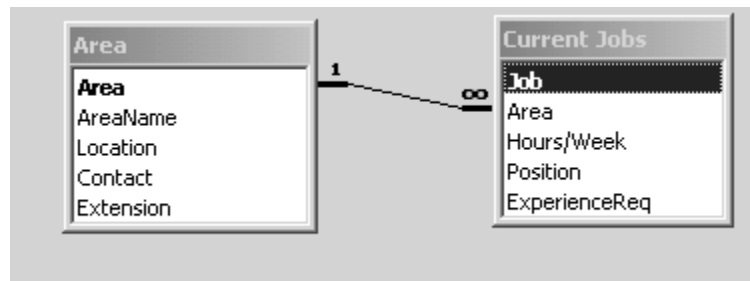 Area
Area
AreaName
Location
Contact
Extension
1
∞
Current Jobs
Job
Area
Hours/Week
Position
ExperienceReq